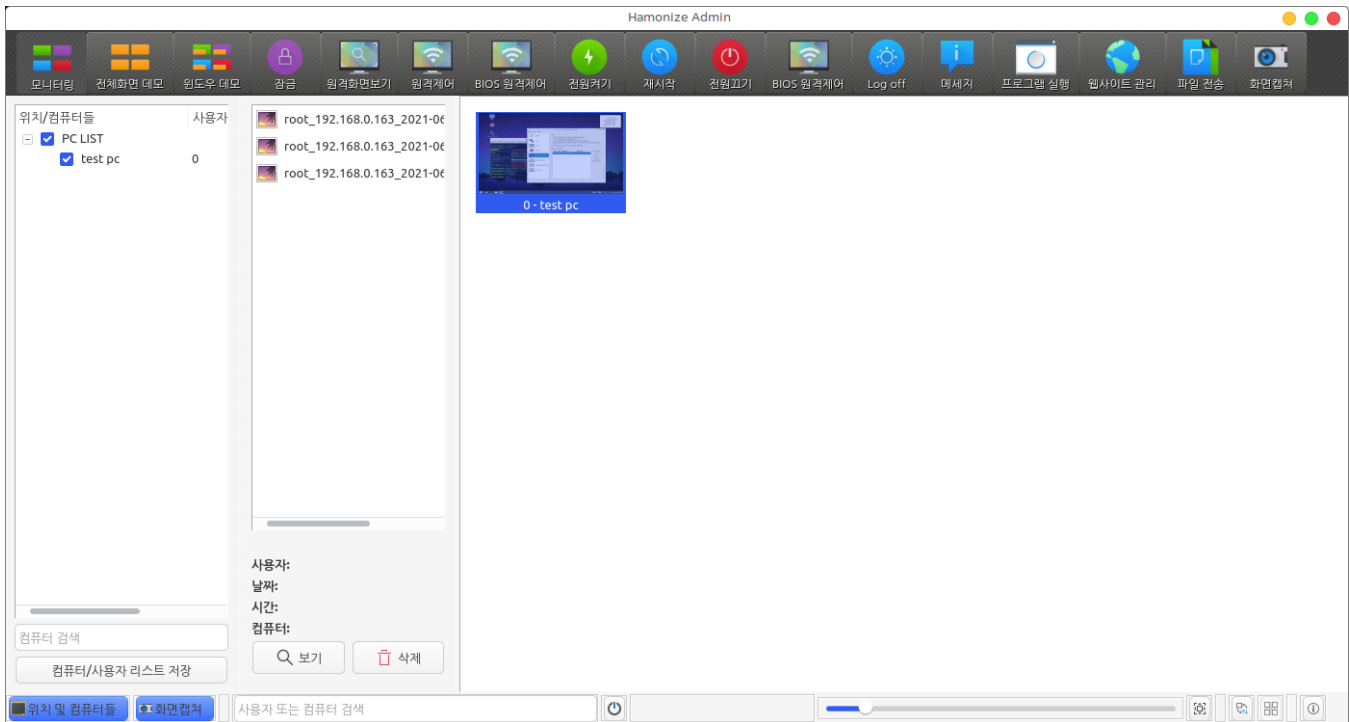 Hamonize Admin
모니터링 전체화면 데모 윈도우 데모 잠금 원격화면보기 원격제어 BIOS 원격제어 전원켜기 재시작 전원끄기 BIOS 원격제어 Log off 메세지 프로그램 실행 웹사이트 관리 파일 전송 화면캡쳐
위치/컴퓨터들 사용자
PC LIST
test pc 0
root_192.168.0.163_2021-06
root_192.168.0.163_2021-06
root_192.168.0.163_2021-06
0 - test pc
사용자:
날짜:
시간:
컴퓨터:
보기 삭제
컴퓨터 검색
컴퓨터/사용자 리스트 저장
위치 및 컴퓨터들 화면캡쳐 사용자 또는 컴퓨터 검색